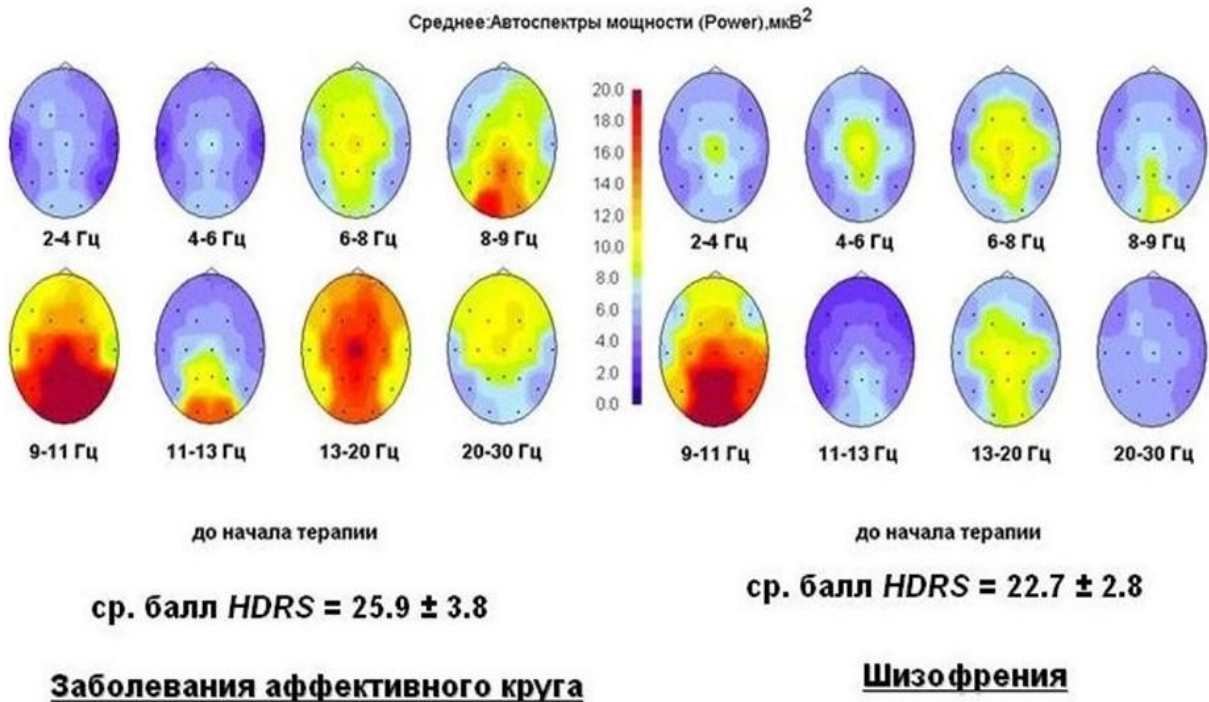 Среднее:Автоспектры мощности (Power),мкВ2
2-4 Гц 4-6 Гц 6-8 Гц 8-9 Гц
9-11 Гц 11-13 Гц 13-20 Гц 20-30 Гц
20.0
18.0
16.0
14.0
12.0
10.0
8.0
6.0
4.0
2.0
0.0
2-4 Гц 4-6 Гц 6-8 Гц 8-9 Гц
9-11 Гц 11-13 Гц 13-20 Гц 20-30 Гц
до начала терапии
ср. балл HDRS = 25.9 ± 3.8
Заболевания аффективного круга
до начала терапии
ср. балл HDRS = 22.7 ± 2.8
Шизофрения